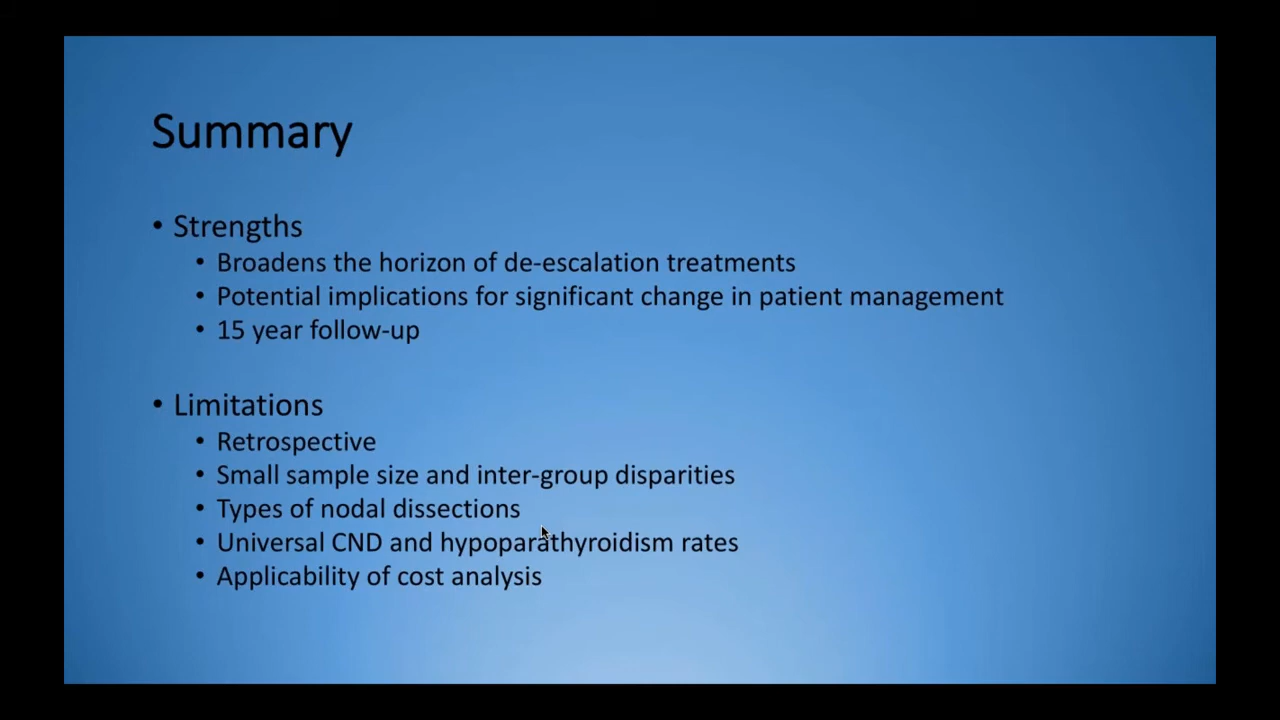 Summary
• Strengths
• Broadens the horizon of de-escalation treatments
• Potential implications for significant change in patient management
• 15 year follow-up
• Limitations
• Retrospective
• Small sample size and inter-group disparities
• Types of nodal dissections
• Universal CND and hypoparathyroidism rates
• Applicability of cost analysis